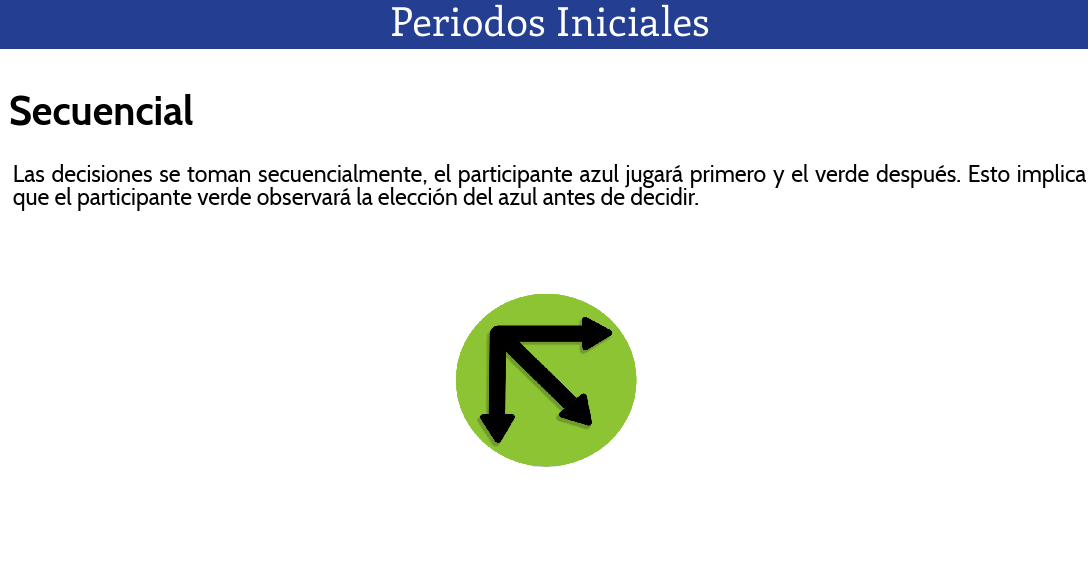 Periodos Iniciales
Secuencial
Las decisiones se toman secuencialmente, el participante azul jugará primero y el verde después. Esto implica
que el participante verde observará la elección del azul antes de decidir.